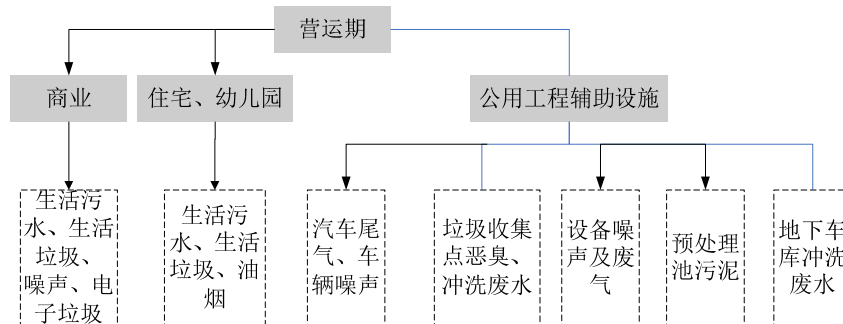 营运期
商业
住宅、幼儿园
公用工程辅助设施
生活污
水、生活
垃圾、
噪声、电
子垃圾
生活污
水、生活
垃圾、油
烟
汽车尾
气、车
辆噪声
垃圾收集
点恶臭、
冲洗废水
设备噪
声及废
气
预处理
池污泥
地下车
库冲洗
废水